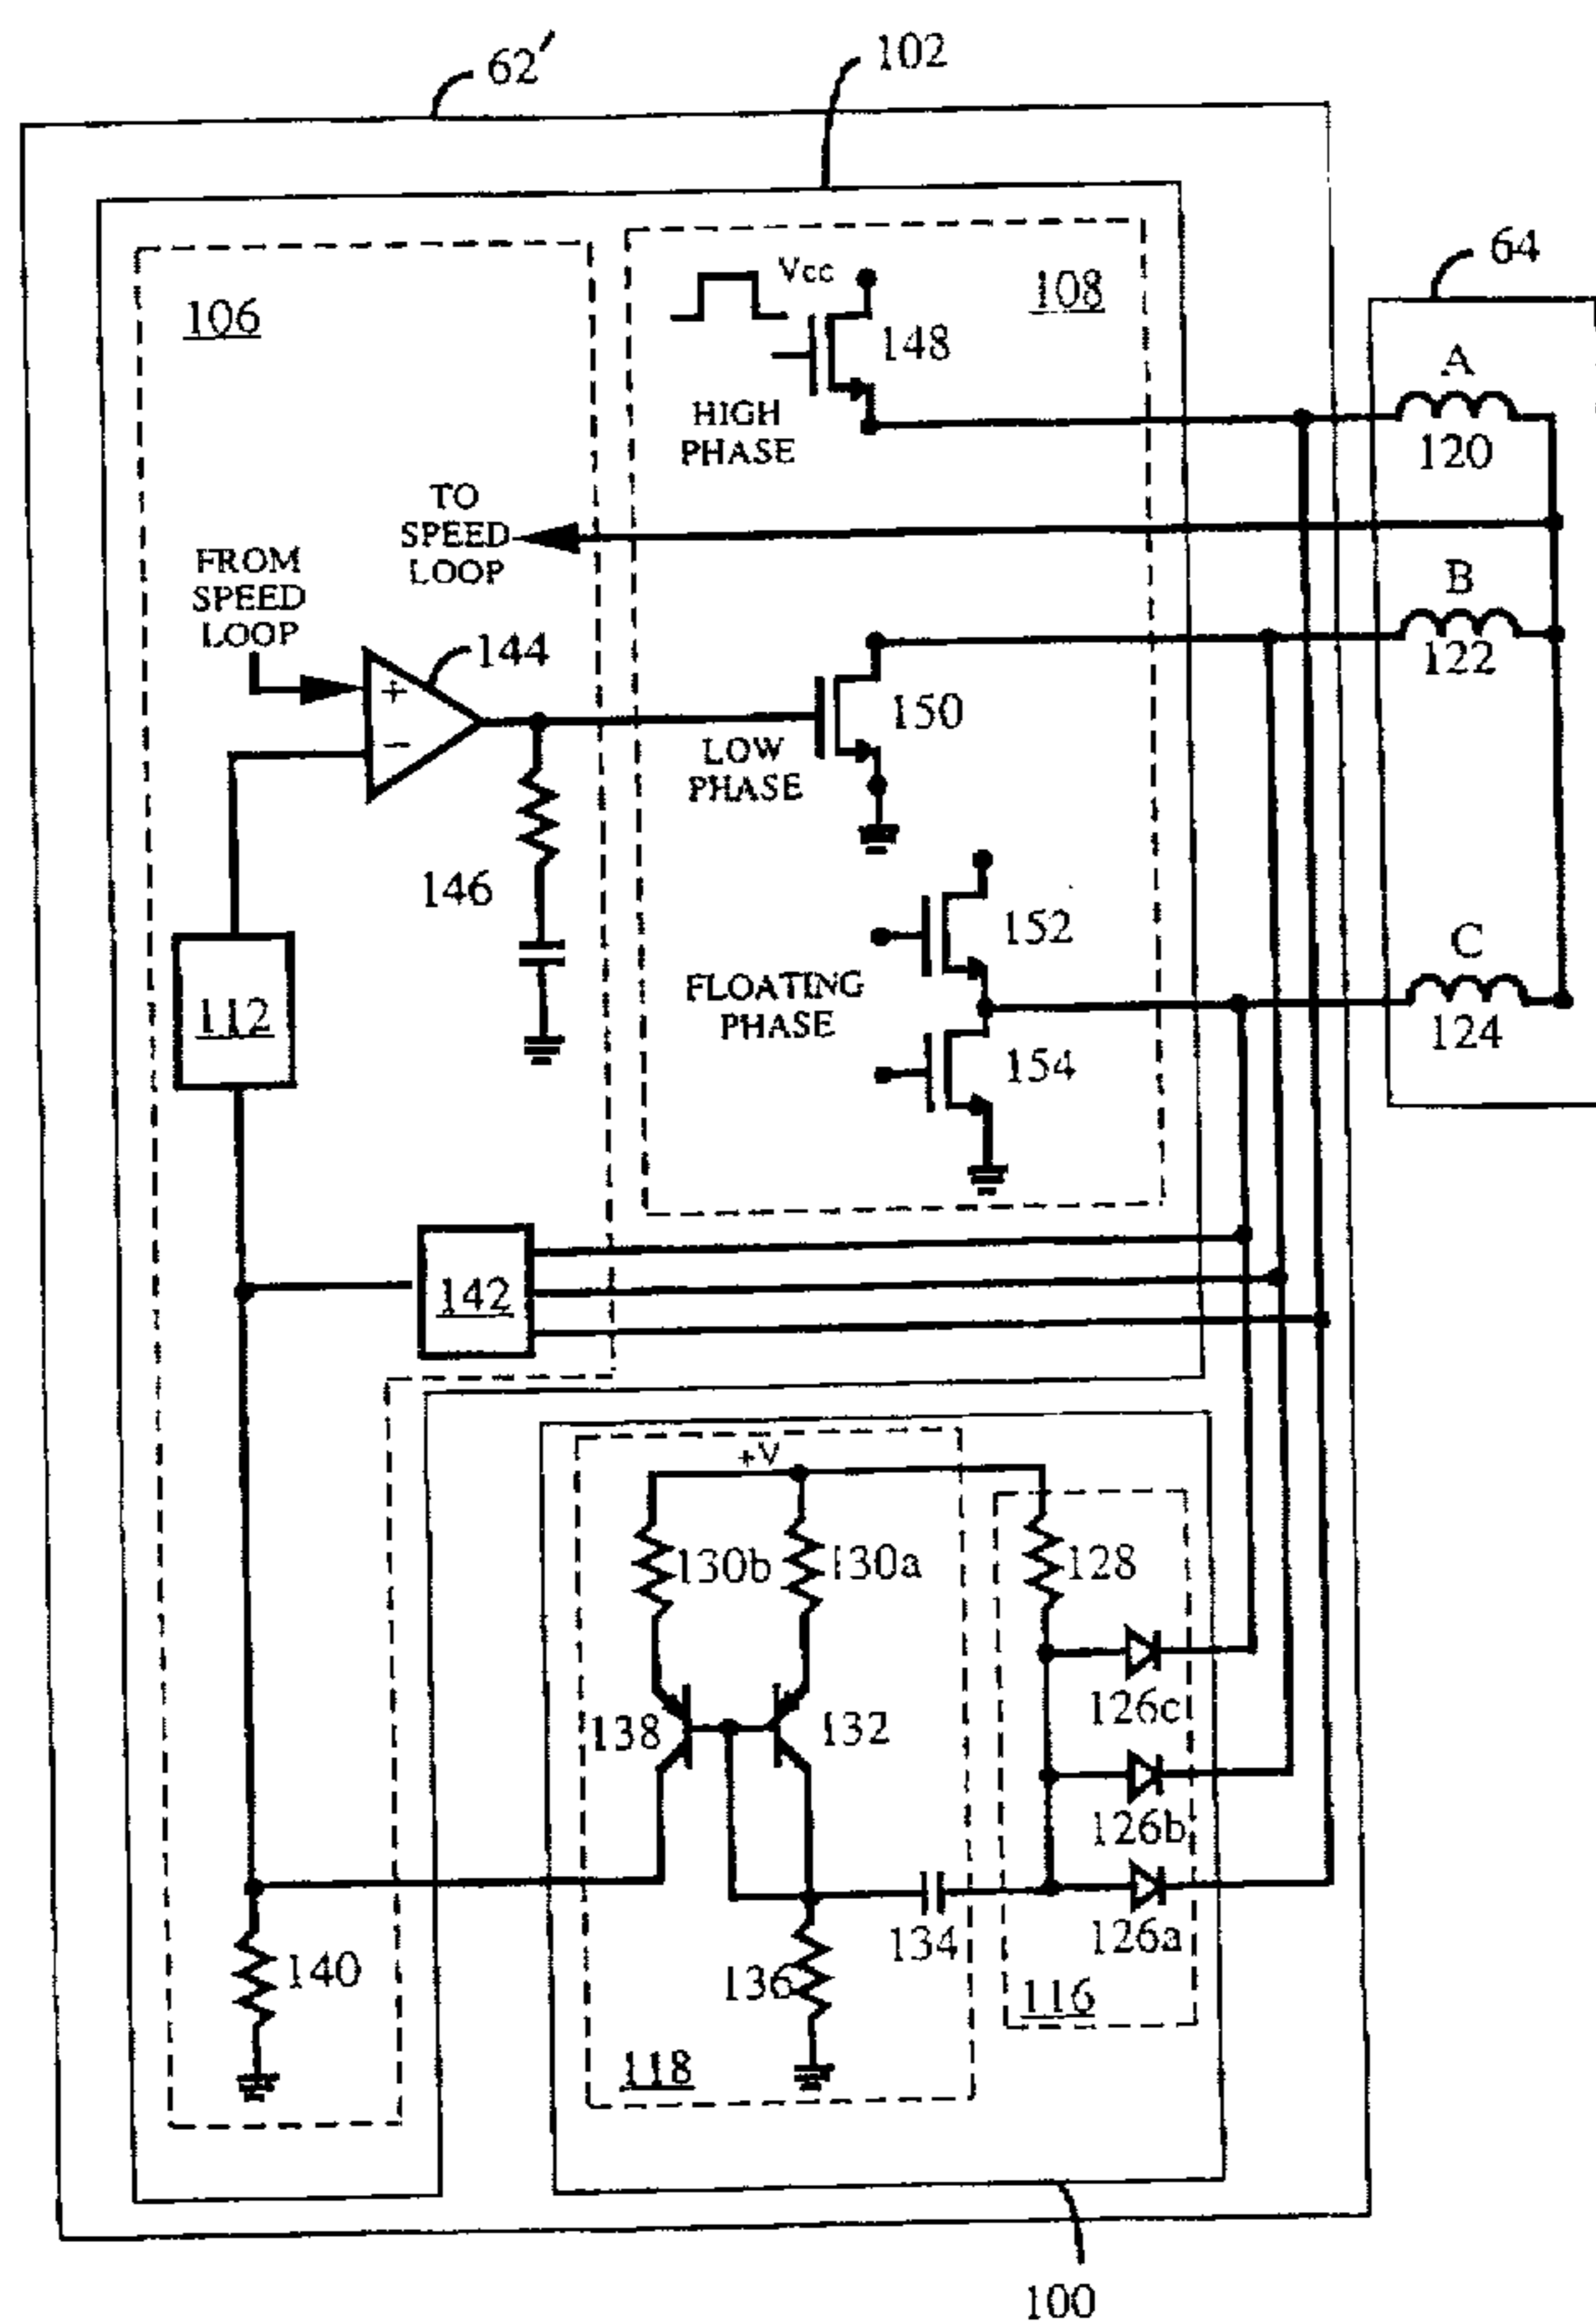 62'
102
64
106
Vcc
108
148
HIGH
PHASE
A
120
TO
SPEED
LOOP
FROM
SPEED
LOOP
B
122
144
+
−
150
LOW
PHASE
146
152
C
124
FLOATING
PHASE
112
154
142
+V
130b
130a
128
126c
138
132
126b
134
126a
140
136
116
118
100